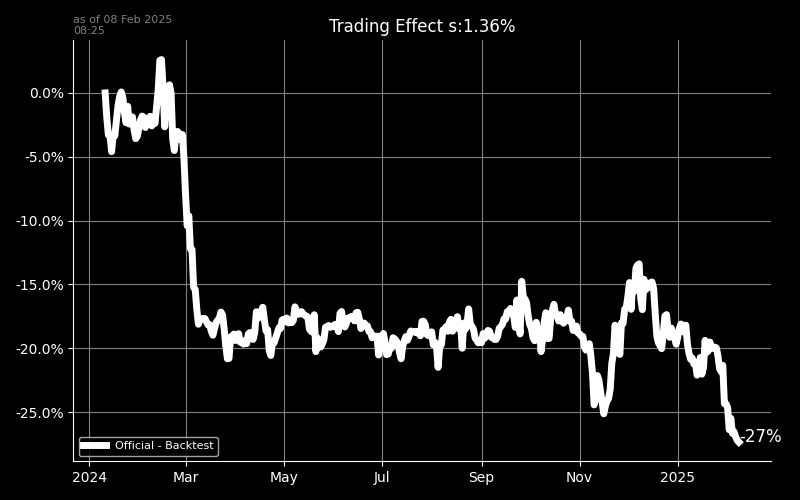 as of 08 Feb 2025
08:25
Trading Effect s:1.36%
0.0%
-5.0%
-10.0%
-15.0%
-20.0%
-25.0%
-27%
Official - Backtest
2024
Mar
May
Jul
Sep
Nov
2025